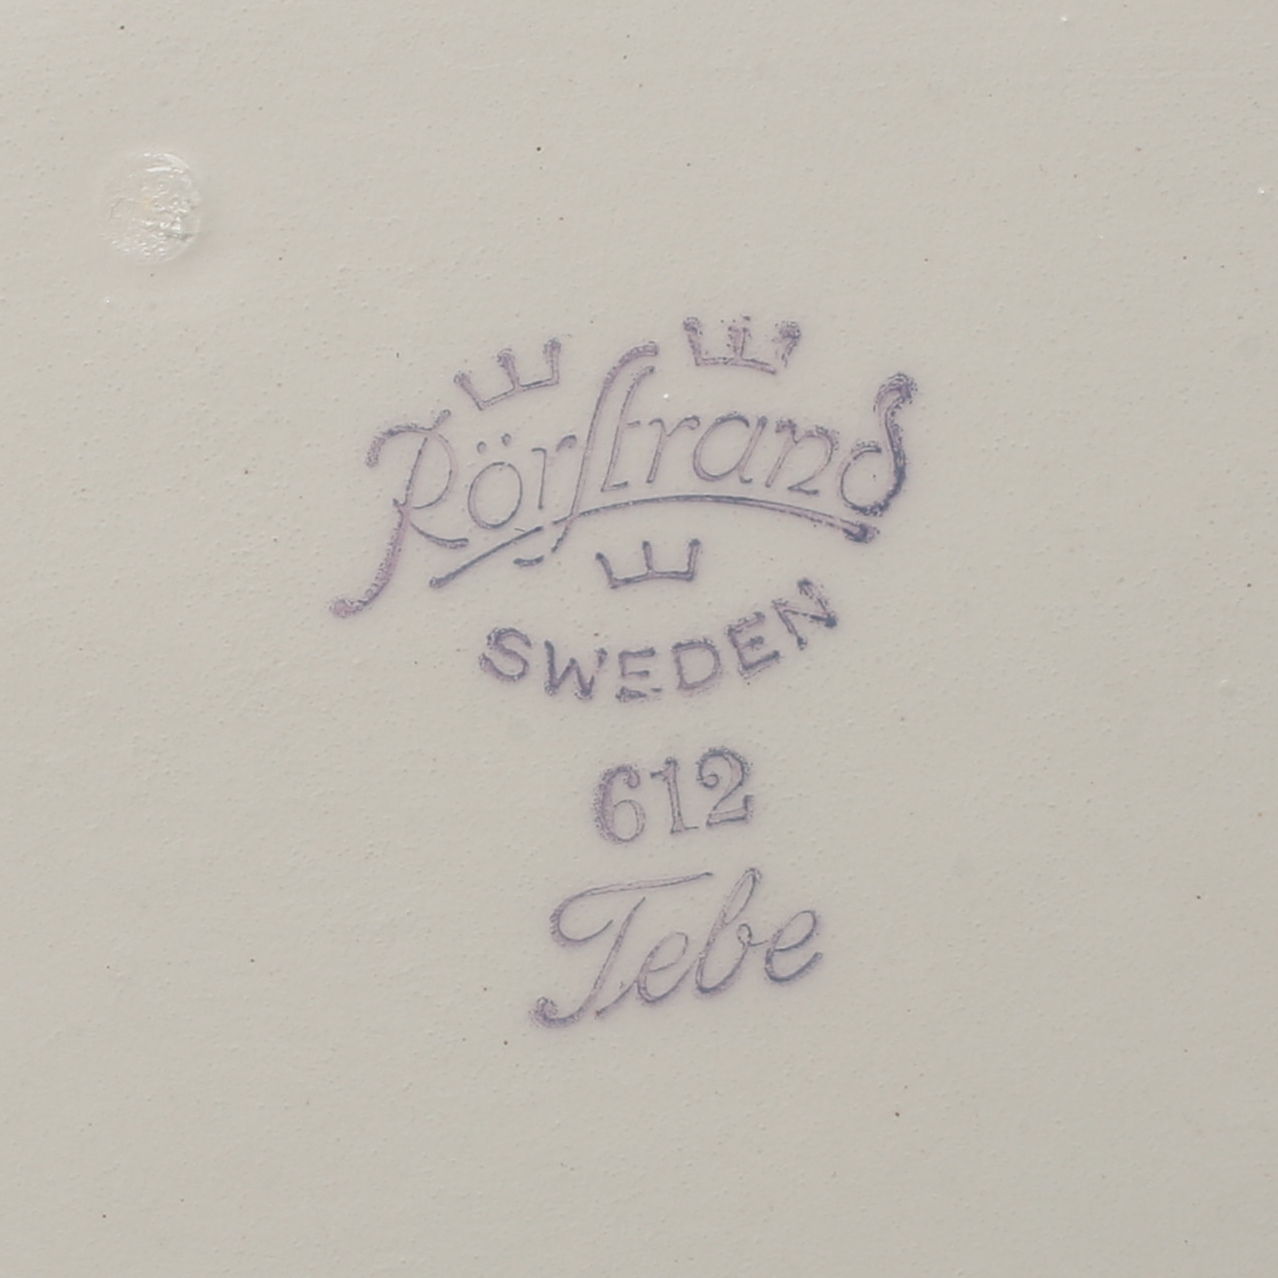 Rörstrand
SWEDEN
612
Tebe